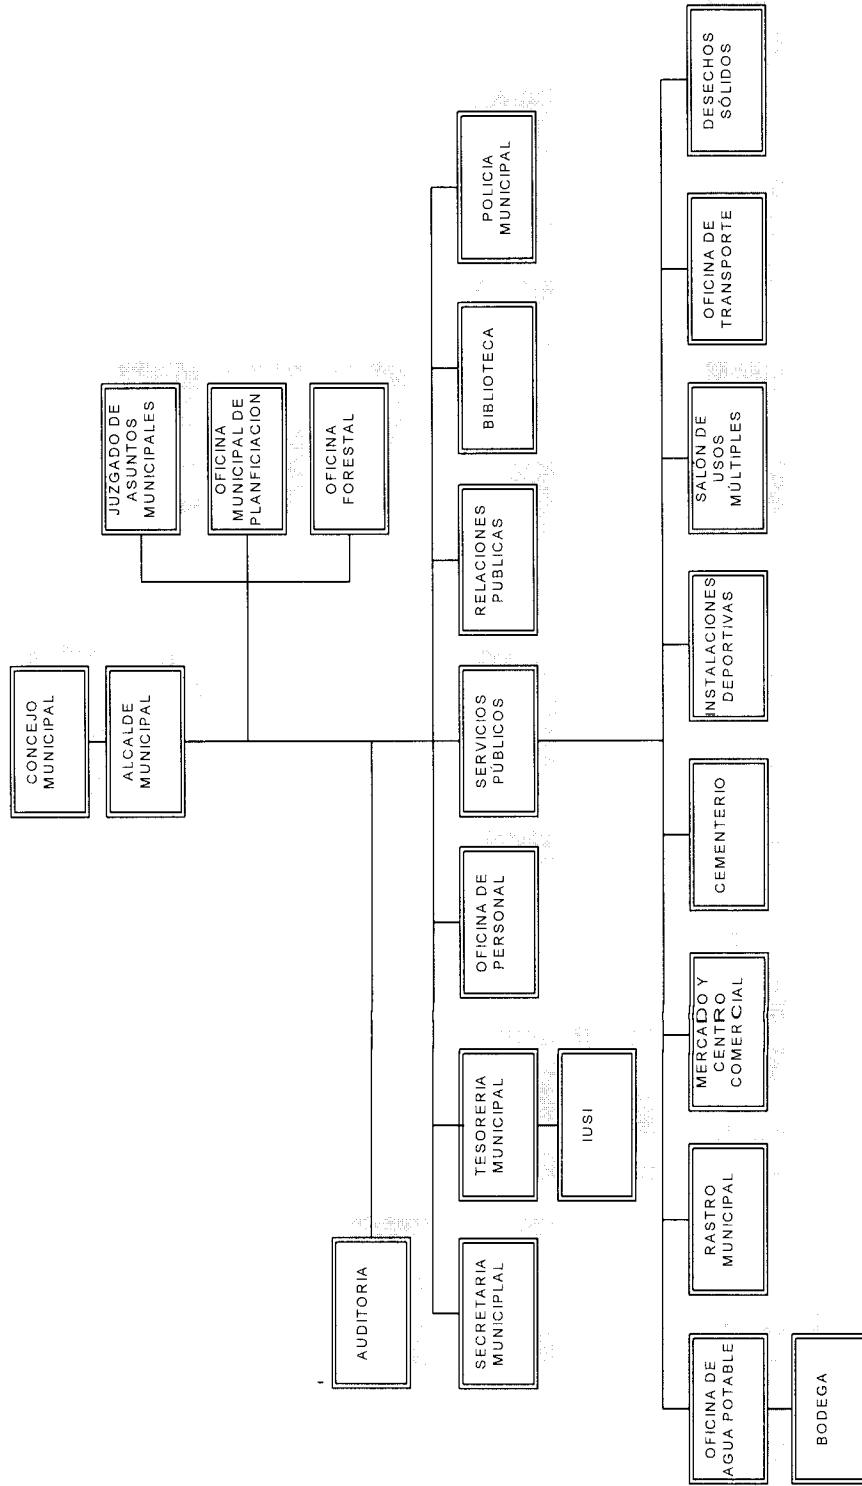 CONCEJO
MUNICIPAL
ALCALDE
MUNICIPAL
JUZGADO DE
ASUNTOS
MUNICIPALES
OFICINA
MUNICIPAL DE
PLANFICIACION
OFICINA
FORESTAL
AUDITORIA
SECRETARIA
MUNICIPLAL
TESORERIA
MUNICIPAL
IUSI
OFICINA DE
PERSONAL
SERVICIOS
PÚBLICOS
RELACIONES
PUBLICAS
BIBLIOTECA
POLICIA
MUNICIPAL
OFICINA DE
AGUA POTABLE
BODEGA
RASTRO
MUNICIPAL
MERCADO Y
CENTRO
COMERCIAL
CEMENTERIO
INSTALACIONES
DEPORTIVAS
SALÓN DE
USOS
MÚLTIPLES
OFICINA DE
TRANSPORTE
DESECHOS
SÓLIDOS